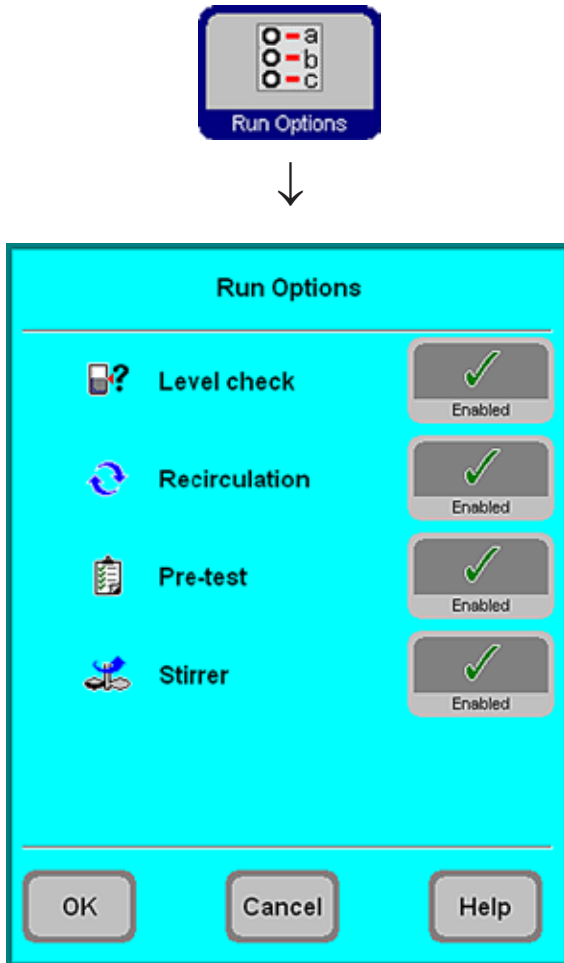 a
b
c
Run Options
↓
Run Options
? Level check
Enabled
Recirculation
Enabled
Pre-test
Enabled
Stirrer
Enabled
OK Cancel Help